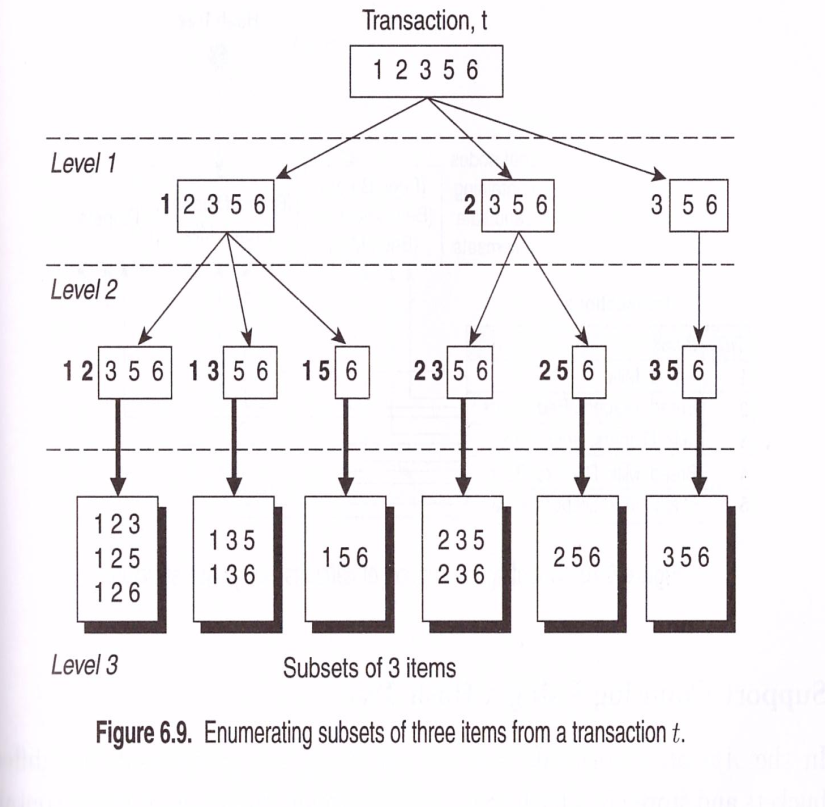 Transaction, t
1 2 3 5 6
Level 1
1 2 3 5 6
2 3 5 6
3 5 6
Level 2
1 2 3 5 6
1 3 5 6
1 5 6
2 3 5 6
2 5 6
3 5 6
1 2 3
1 2 5
1 2 6
1 3 5
1 3 6
1 5 6
2 3 5
2 3 6
2 5 6
3 5 6
Level 3
Subsets of 3 items
Figure 6.9. Enumerating subsets of three items from a transaction t.